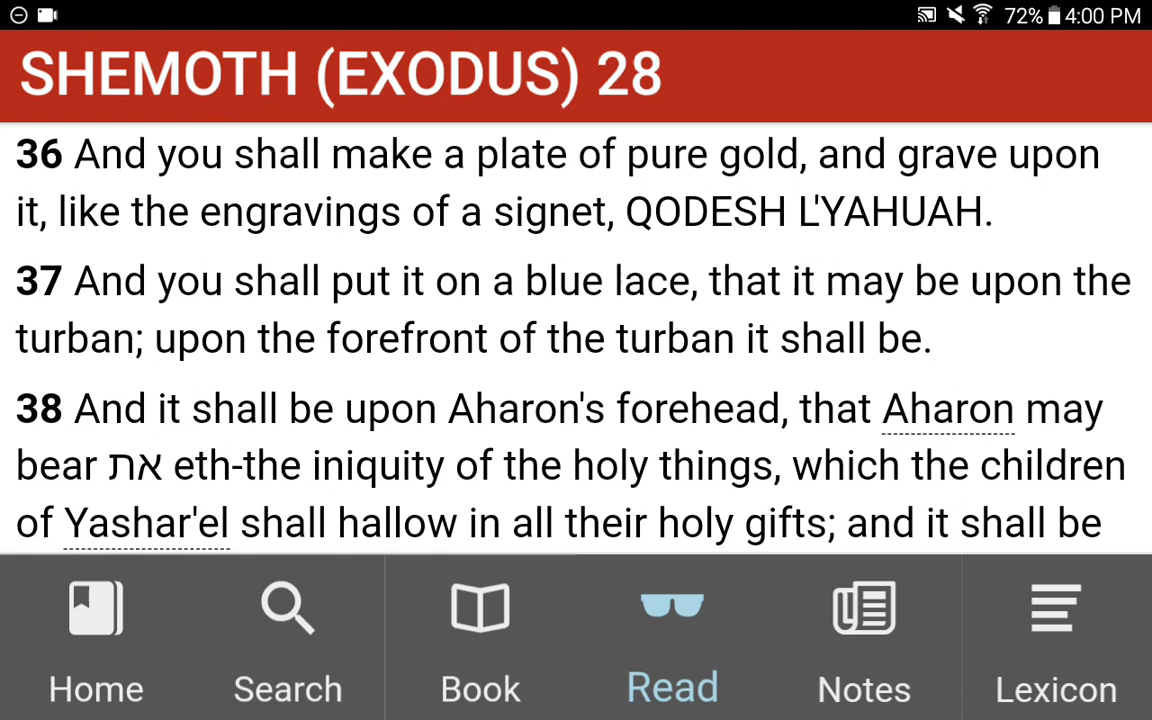 72% 4:00 PM
SHEMOTH (EXODUS) 28
36 And you shall make a plate of pure gold, and grave upon
it, like the engravings of a signet, QODESH L'YAHUAH.
37 And you shall put it on a blue lace, that it may be upon the
turban; upon the forefront of the turban it shall be.
38 And it shall be upon Aharon's forehead, that Aharon may
bear את eth-the iniquity of the holy things, which the children
of Yashar'el shall hallow in all their holy gifts; and it shall be
Home Search Book Read Notes Lexicon